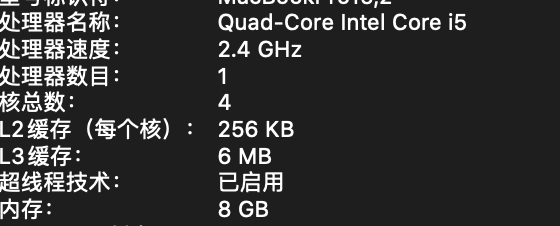 处理器名称： Quad-Core Intel Core i5
处理器速度： 2.4 GHz
处理器数目： 1
核总数： 4
L2缓存（每个核）： 256 KB
L3缓存： 6 MB
超线程技术： 已启用
内存： 8 GB